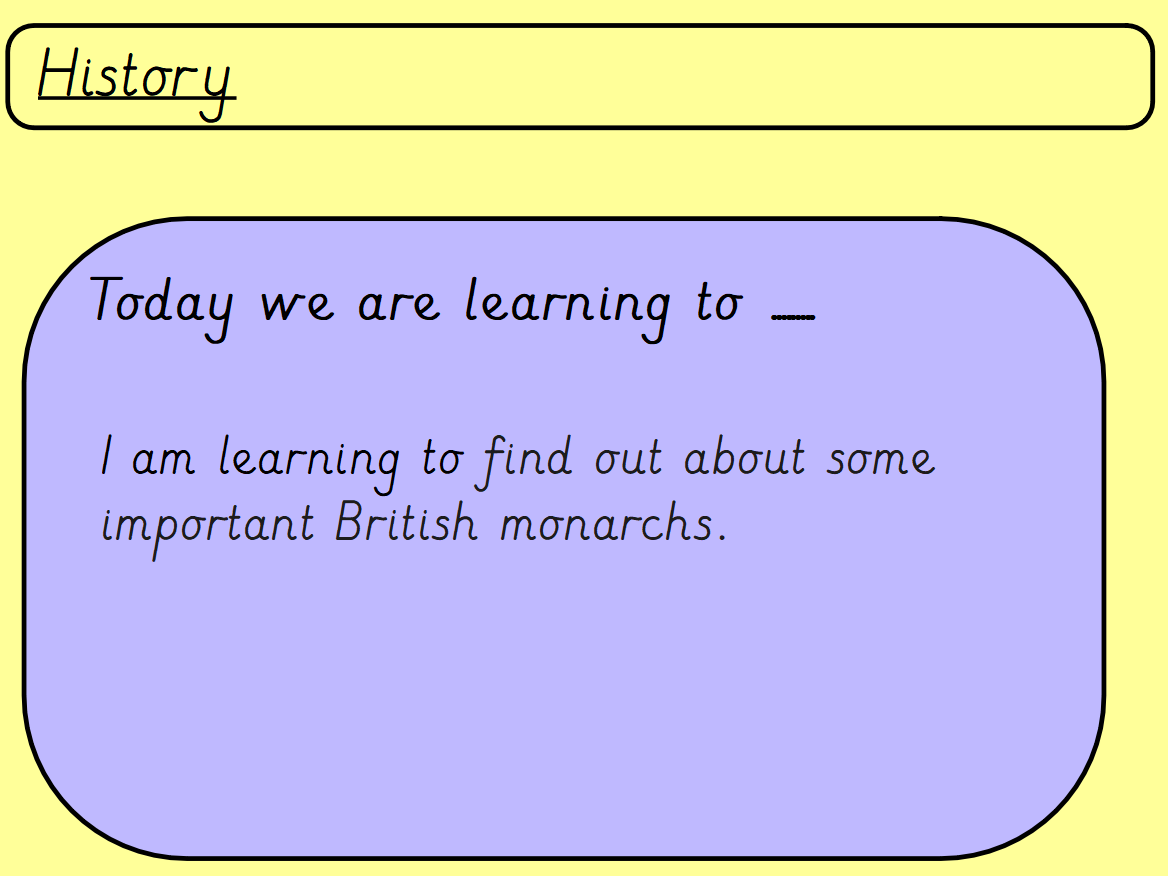 History
Today we are learning to .........
I am learning to find out about some
important British monarchs.